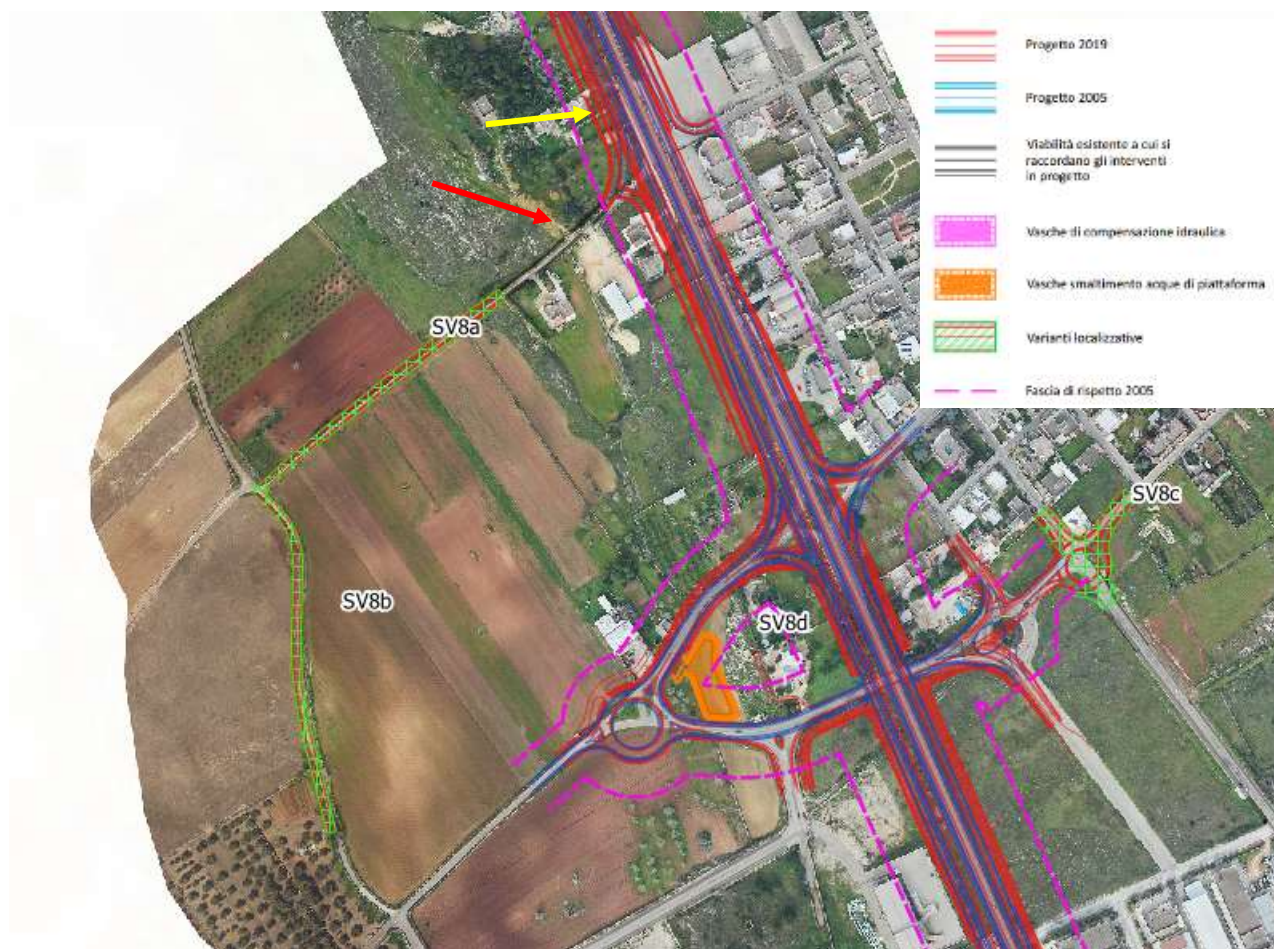 Progetto 2019
Progetto 2005
Viabilità esistente a cui si
raccordano gli interventi
in progetto
Vasche di compensazione idraulica
Vasche smaltimento acque di piattaforma
Varianti localizzative
Fascia di rispetto 2005
SV8a
SV8c
SV8b
SV8d